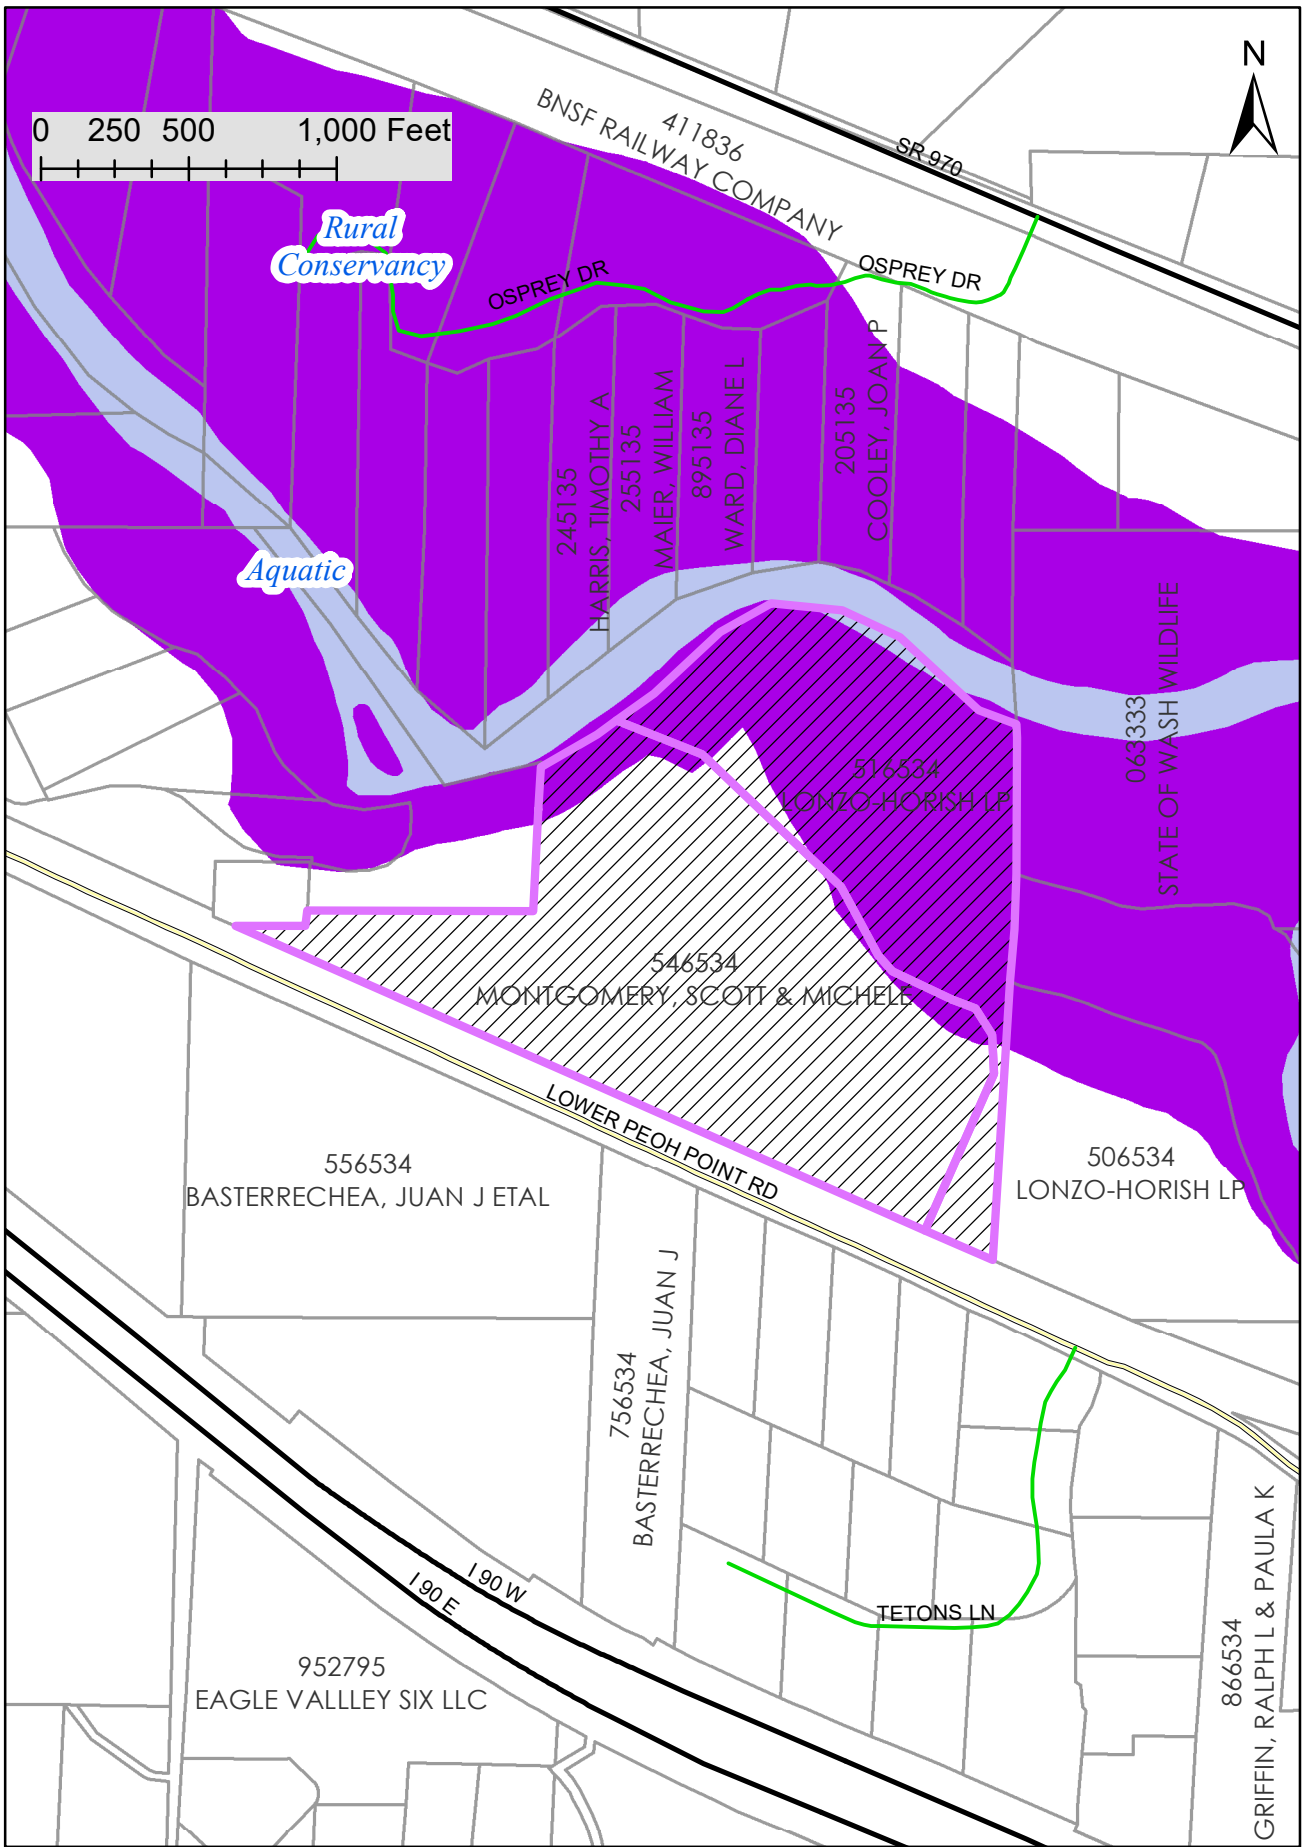 N
0 250 500 1,000 Feet
411836
BNSF RAILWAY COMPANY
SR 970
Rural
Conservancy
OSPREY DR
OSPREY DR
245135
HARRIS, TIMOTHY A
255135
MAIER, WILLIAM
895135
WARD, DIANE L
205135
COOLEY, JOAN P
Aquatic
063333
STATE OF WASH WILDLIFE
516534
LONZO-HORISH LP
546534
MONTGOMERY, SCOTT & MICHELE
LOWER PEOH POINT RD
556534
BASTERRECHEA, JUAN J ETAL
506534
LONZO-HORISH LP
756534
BASTERRECHEA, JUAN J
I 90 W
I 90 E
TETONS LN
952795
EAGLE VALLLEY SIX LLC
866534
GRIFFIN, RALPH L & PAULA K